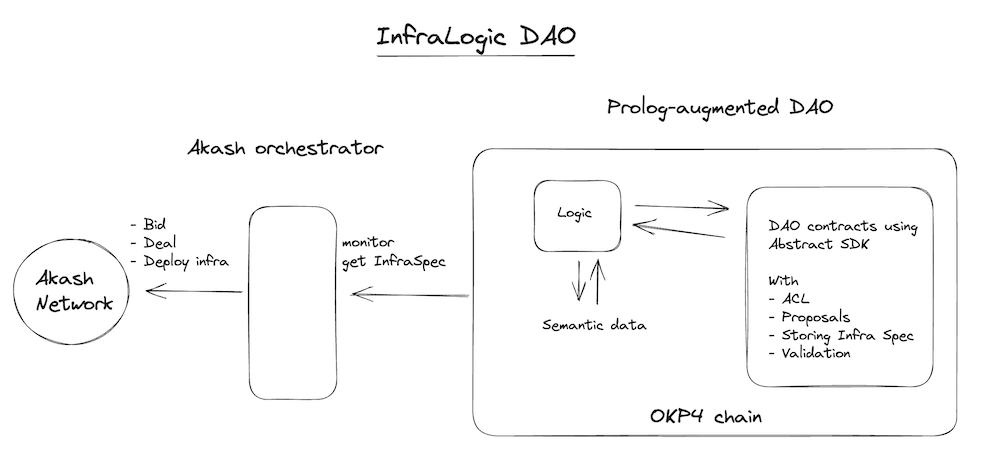 InfraLogic DAO
Prolog-augmented DAO
Akash orchestrator
- Bid
- Deal
- Deploy infra
Akash
Network
monitor
get InfraSpec
Logic
Semantic data
DAO contracts using
Abstract SDK
With
- ACL
- Proposals
- Storing Infra Spec
- Validation
OKP4 chain